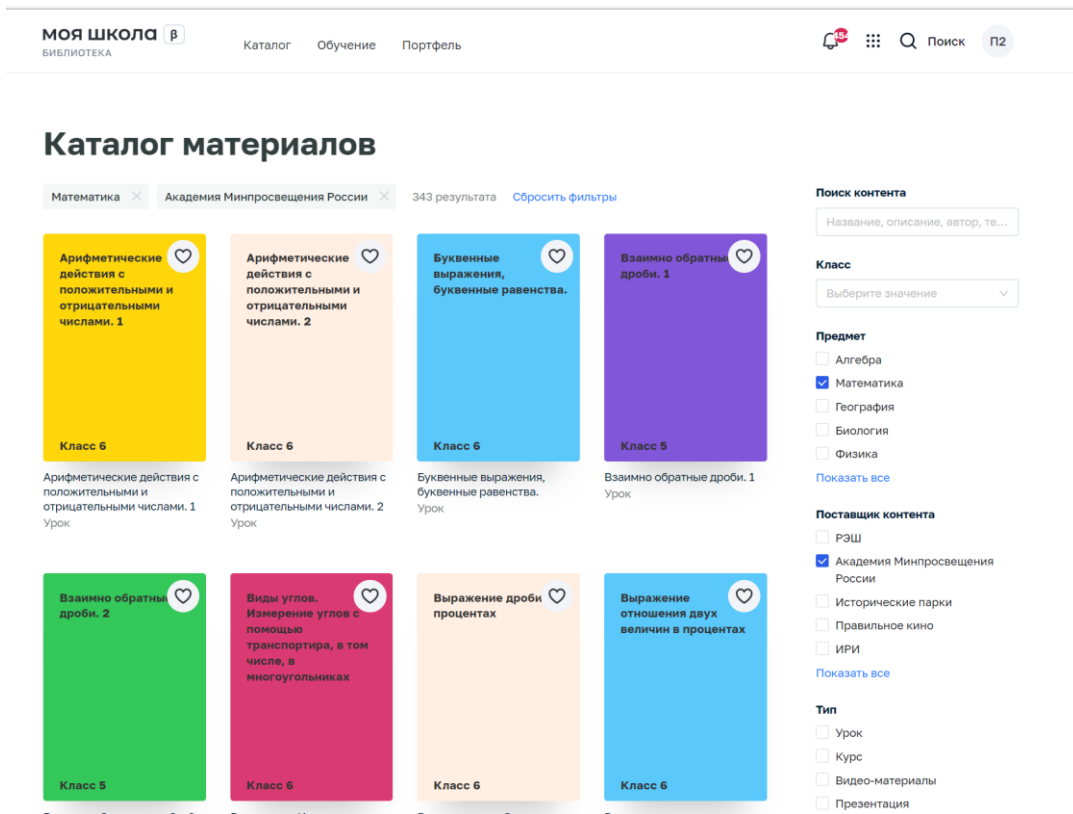 МОЯ ШКОЛА β
БИБЛИОТЕКА
Каталог Обучение Портфель
Поиск П2
Каталог материалов
Математика Академия Минпросвещения России 343 результата Сбросить фильтры
Арифметические
действия с
положительными и
отрицательными
числами. 1
Класс 6
Арифметические действия с
положительными и
отрицательными числами. 1
Урок
Арифметические
действия с
положительными и
отрицательными
числами. 2
Класс 6
Арифметические действия с
положительными и
отрицательными числами. 2
Урок
Буквенные
выражения,
буквенные равенства.
Класс 6
Буквенные выражения,
буквенные равенства.
Урок
Взаимно обратны
дроби. 1
Класс 5
Взаимно обратные дроби. 1
Урок
Взаимно обратны
дроби. 2
Класс 5
Виды углов.
Измерение углов с
помощью
транспортира, в том
числе, в
многоугольниках
Класс 6
Выражение дроби
процентах
Класс 6
Выражение
отношения двух
величин в процентах
Класс 6
Поиск контента
Название, описание, автор, те...
Класс
Выберите значение
Предмет
Алгебра
Математика
География
Биология
Физика
Показать все
Поставщик контента
РЭШ
Академия Минпросвещения
России
Исторические парки
Правильное кино
ИРИ
Показать все
Тип
Урок
Курс
Видео-материалы
Презентация